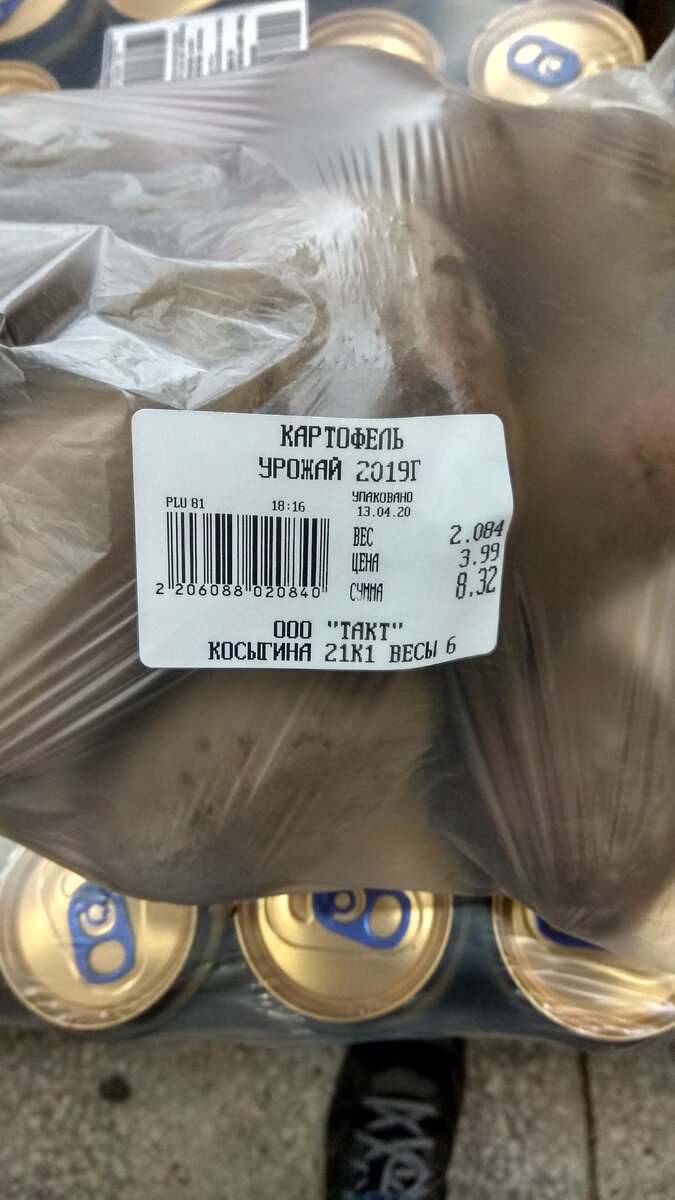 КАРТОФЕЛЬ
УРОЖАЙ 2019Г
PLU 81 18:16
УПАКОВАНО
13.04.20
ВЕС 2.084
ЦЕНА 3.99
СУММА 8.32
2 206088 020840
ООО "ТАКТ"
КОСЫГИНА 21К1 ВЕСЫ 6